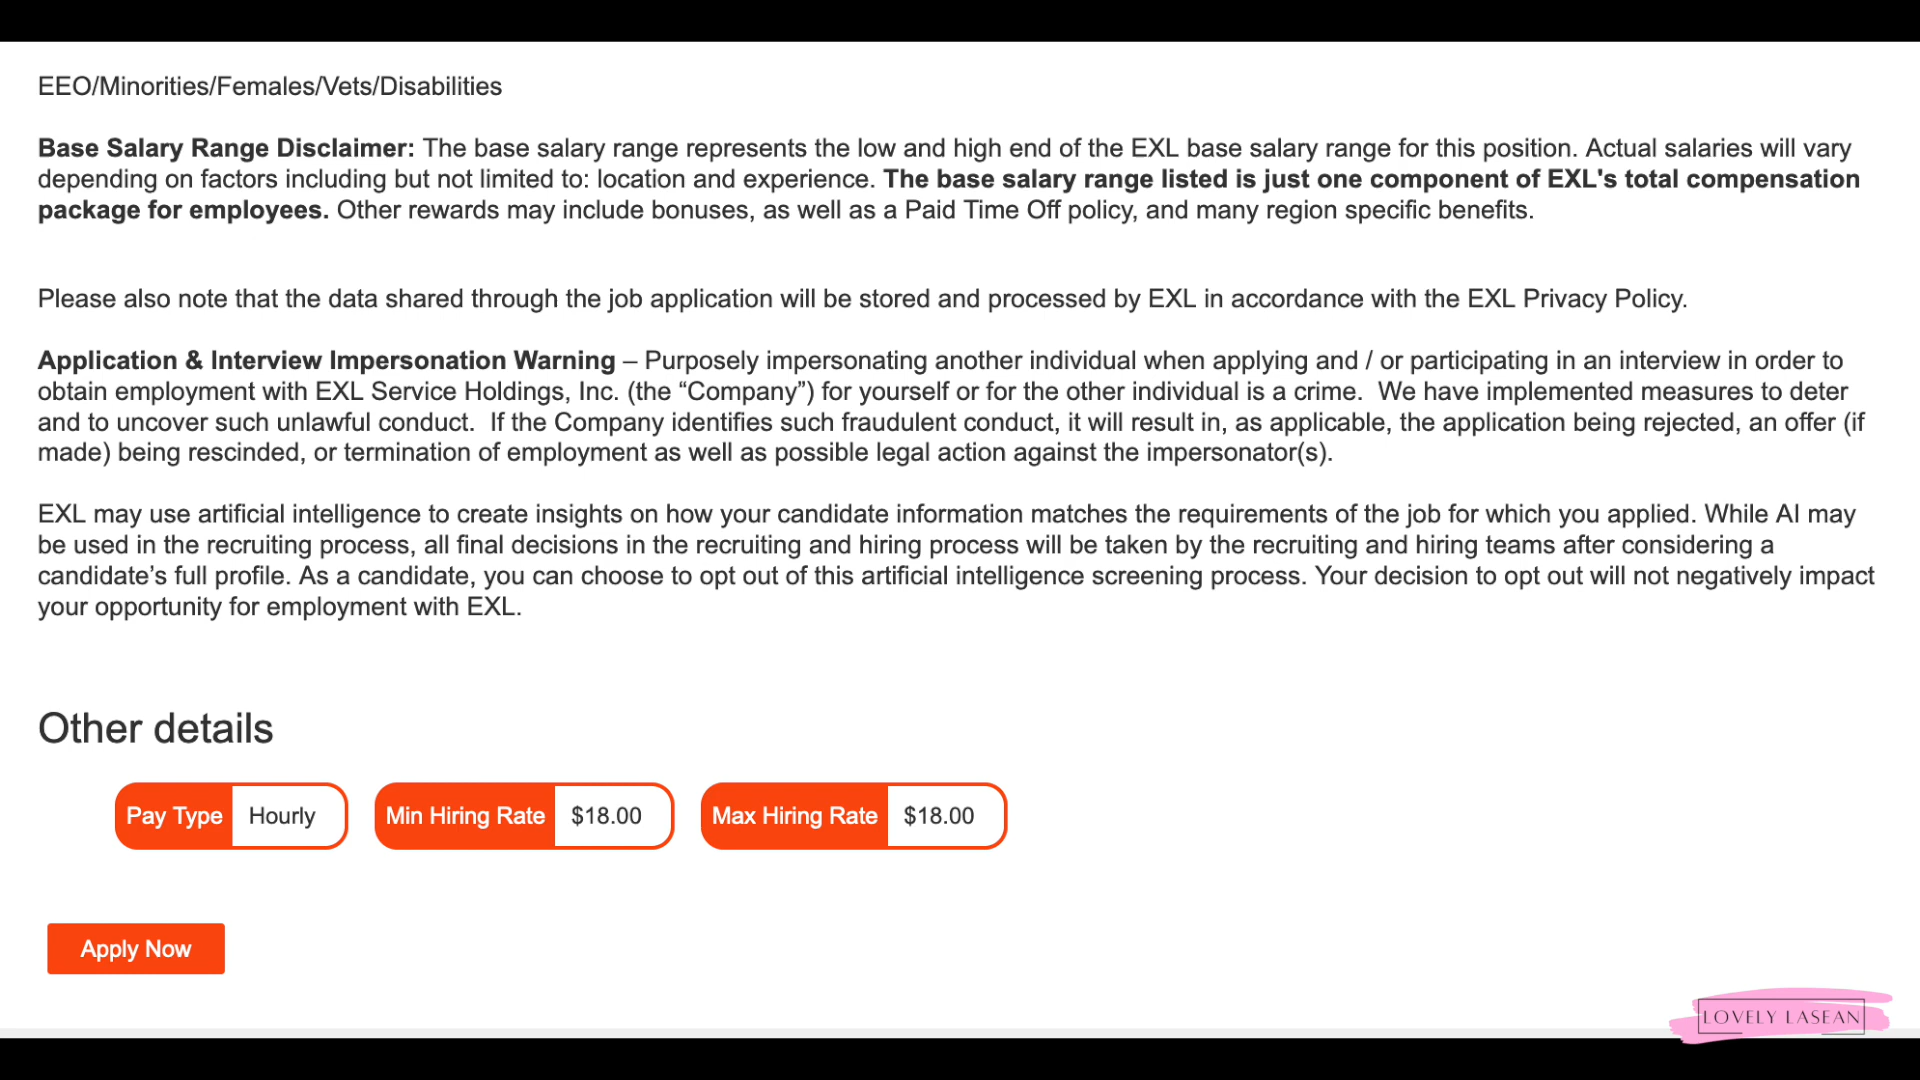 EEO/Minorities/Females/Vets/Disabilities
Base Salary Range Disclaimer: The base salary range represents the low and high end of the EXL base salary range for this position. Actual salaries will vary
depending on factors including but not limited to: location and experience. The base salary range listed is just one component of EXL's total compensation
package for employees. Other rewards may include bonuses, as well as a Paid Time Off policy, and many region specific benefits.
Please also note that the data shared through the job application will be stored and processed by EXL in accordance with the EXL Privacy Policy.
Application & Interview Impersonation Warning – Purposely impersonating another individual when applying and / or participating in an interview in order to
obtain employment with EXL Service Holdings, Inc. (the “Company”) for yourself or for the other individual is a crime.  We have implemented measures to deter
and to uncover such unlawful conduct.  If the Company identifies such fraudulent conduct, it will result in, as applicable, the application being rejected, an offer (if
made) being rescinded, or termination of employment as well as possible legal action against the impersonator(s).
EXL may use artificial intelligence to create insights on how your candidate information matches the requirements of the job for which you applied. While AI may
be used in the recruiting process, all final decisions in the recruiting and hiring process will be taken by the recruiting and hiring teams after considering a
candidate’s full profile. As a candidate, you can choose to opt out of this artificial intelligence screening process. Your decision to opt out will not negatively impact
your opportunity for employment with EXL.
Other details
Pay Type Hourly Min Hiring Rate $18.00 Max Hiring Rate $18.00
Apply Now
LOVELY LASEAN